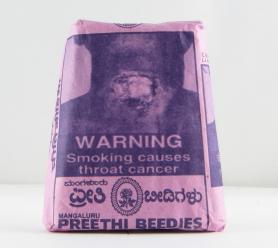 WARNING
Smoking causes
throat cancer
ಮಂಗಳೂರು
ಪ್ರೀತಿ ಬೀಡಿಗಳು
MANGALURU
PREETHI BEEDIES